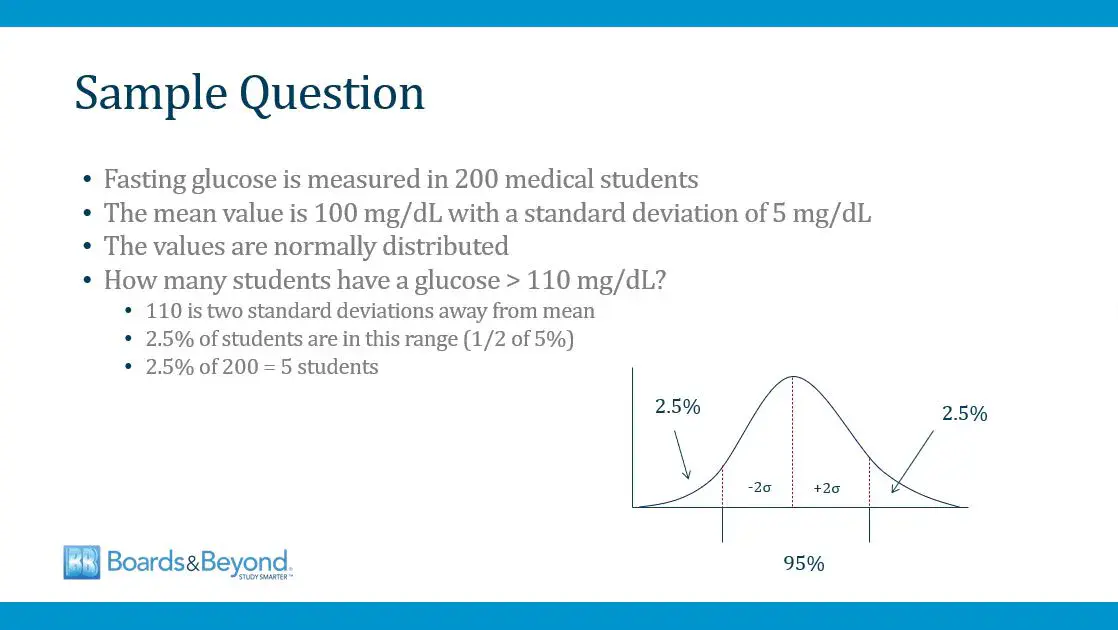 Sample Question
• Fasting glucose is measured in 200 medical students
• The mean value is 100 mg/dL with a standard deviation of 5 mg/dL
• The values are normally distributed
• How many students have a glucose > 110 mg/dL?
• 110 is two standard deviations away from mean
• 2.5% of students are in this range (1/2 of 5%)
• 2.5% of 200 = 5 students
2.5%
2.5%
-2σ
+2σ
95%
BB Boards&Beyond®
STUDY SMARTER™